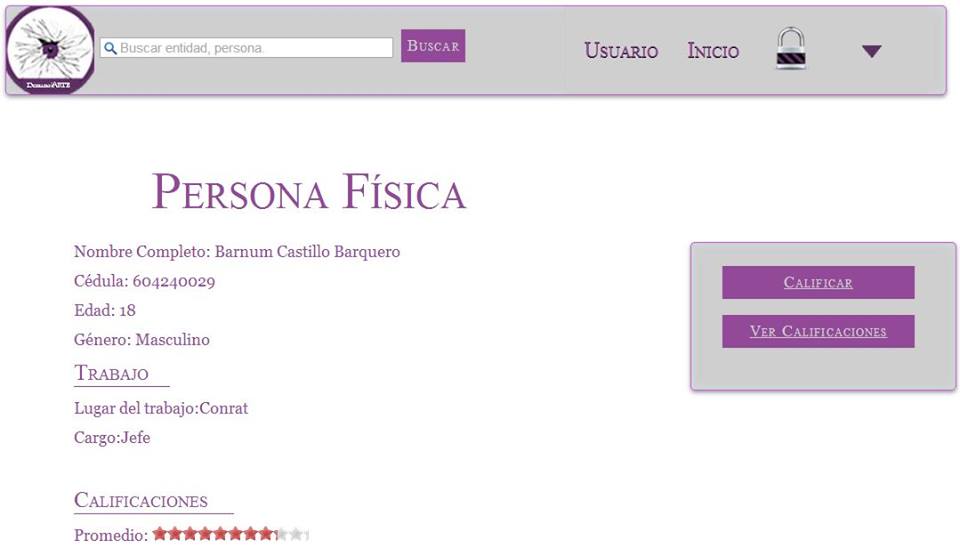 Buscar entidad, persona.
Buscar
Usuario
Inicio
Persona Física
Nombre Completo: Barnum Castillo Barquero
Cédula: 604240029
Edad: 18
Género: Masculino
Trabajo
Lugar del trabajo:Conrat
Cargo:Jefe
Calificar
Ver Calificaciones
Calificaciones
Promedio: